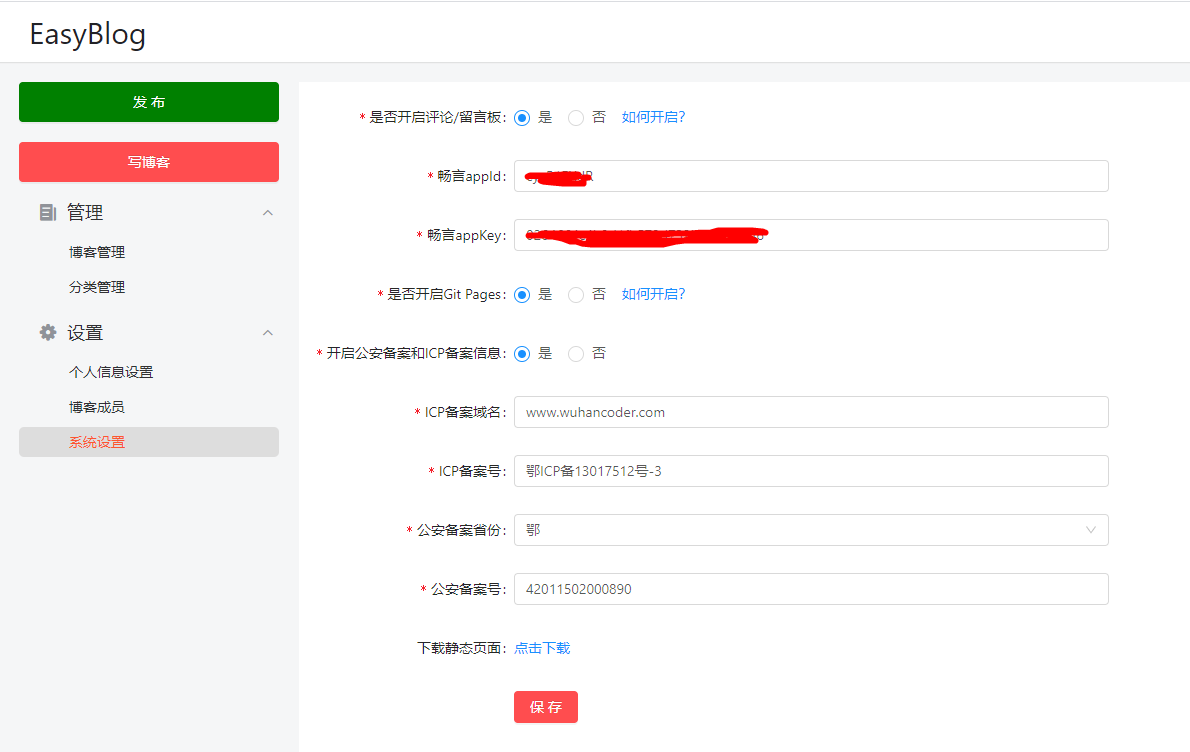 EasyBlog
发 布
写博客
管理
博客管理
分类管理
设置
个人信息设置
博客成员
系统设置
* 是否开启评论/留言板: 是 否 如何开启?
* 畅言appId:
* 畅言appKey:
* 是否开启Git Pages: 是 否 如何开启?
* 开启公安备案和ICP备案信息: 是 否
* ICP备案域名: www.wuhancoder.com
* ICP备案号: 鄂ICP备13017512号-3
* 公安备案省份: 鄂
* 公安备案号: 42011502000890
下载静态页面: 点击下载
保 存